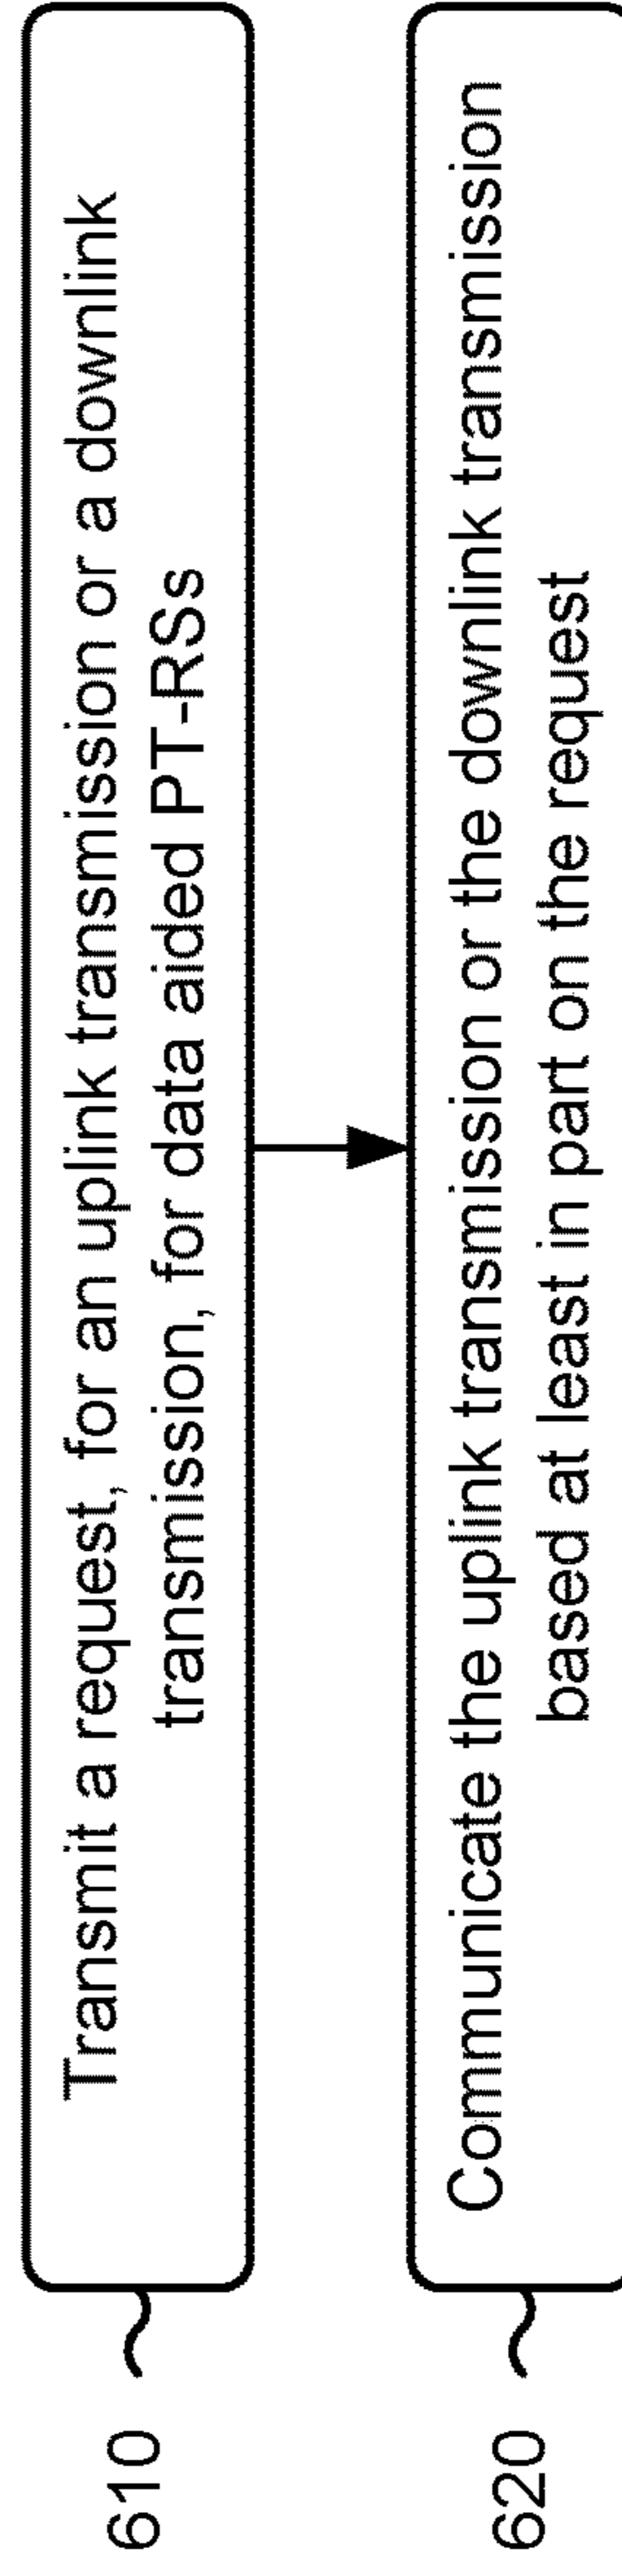 610
Transmit a request, for an uplink transmission or a downlink
transmission, for data aided PT-RSs
620
Communicate the uplink transmission or the downlink transmission
based at least in part on the request